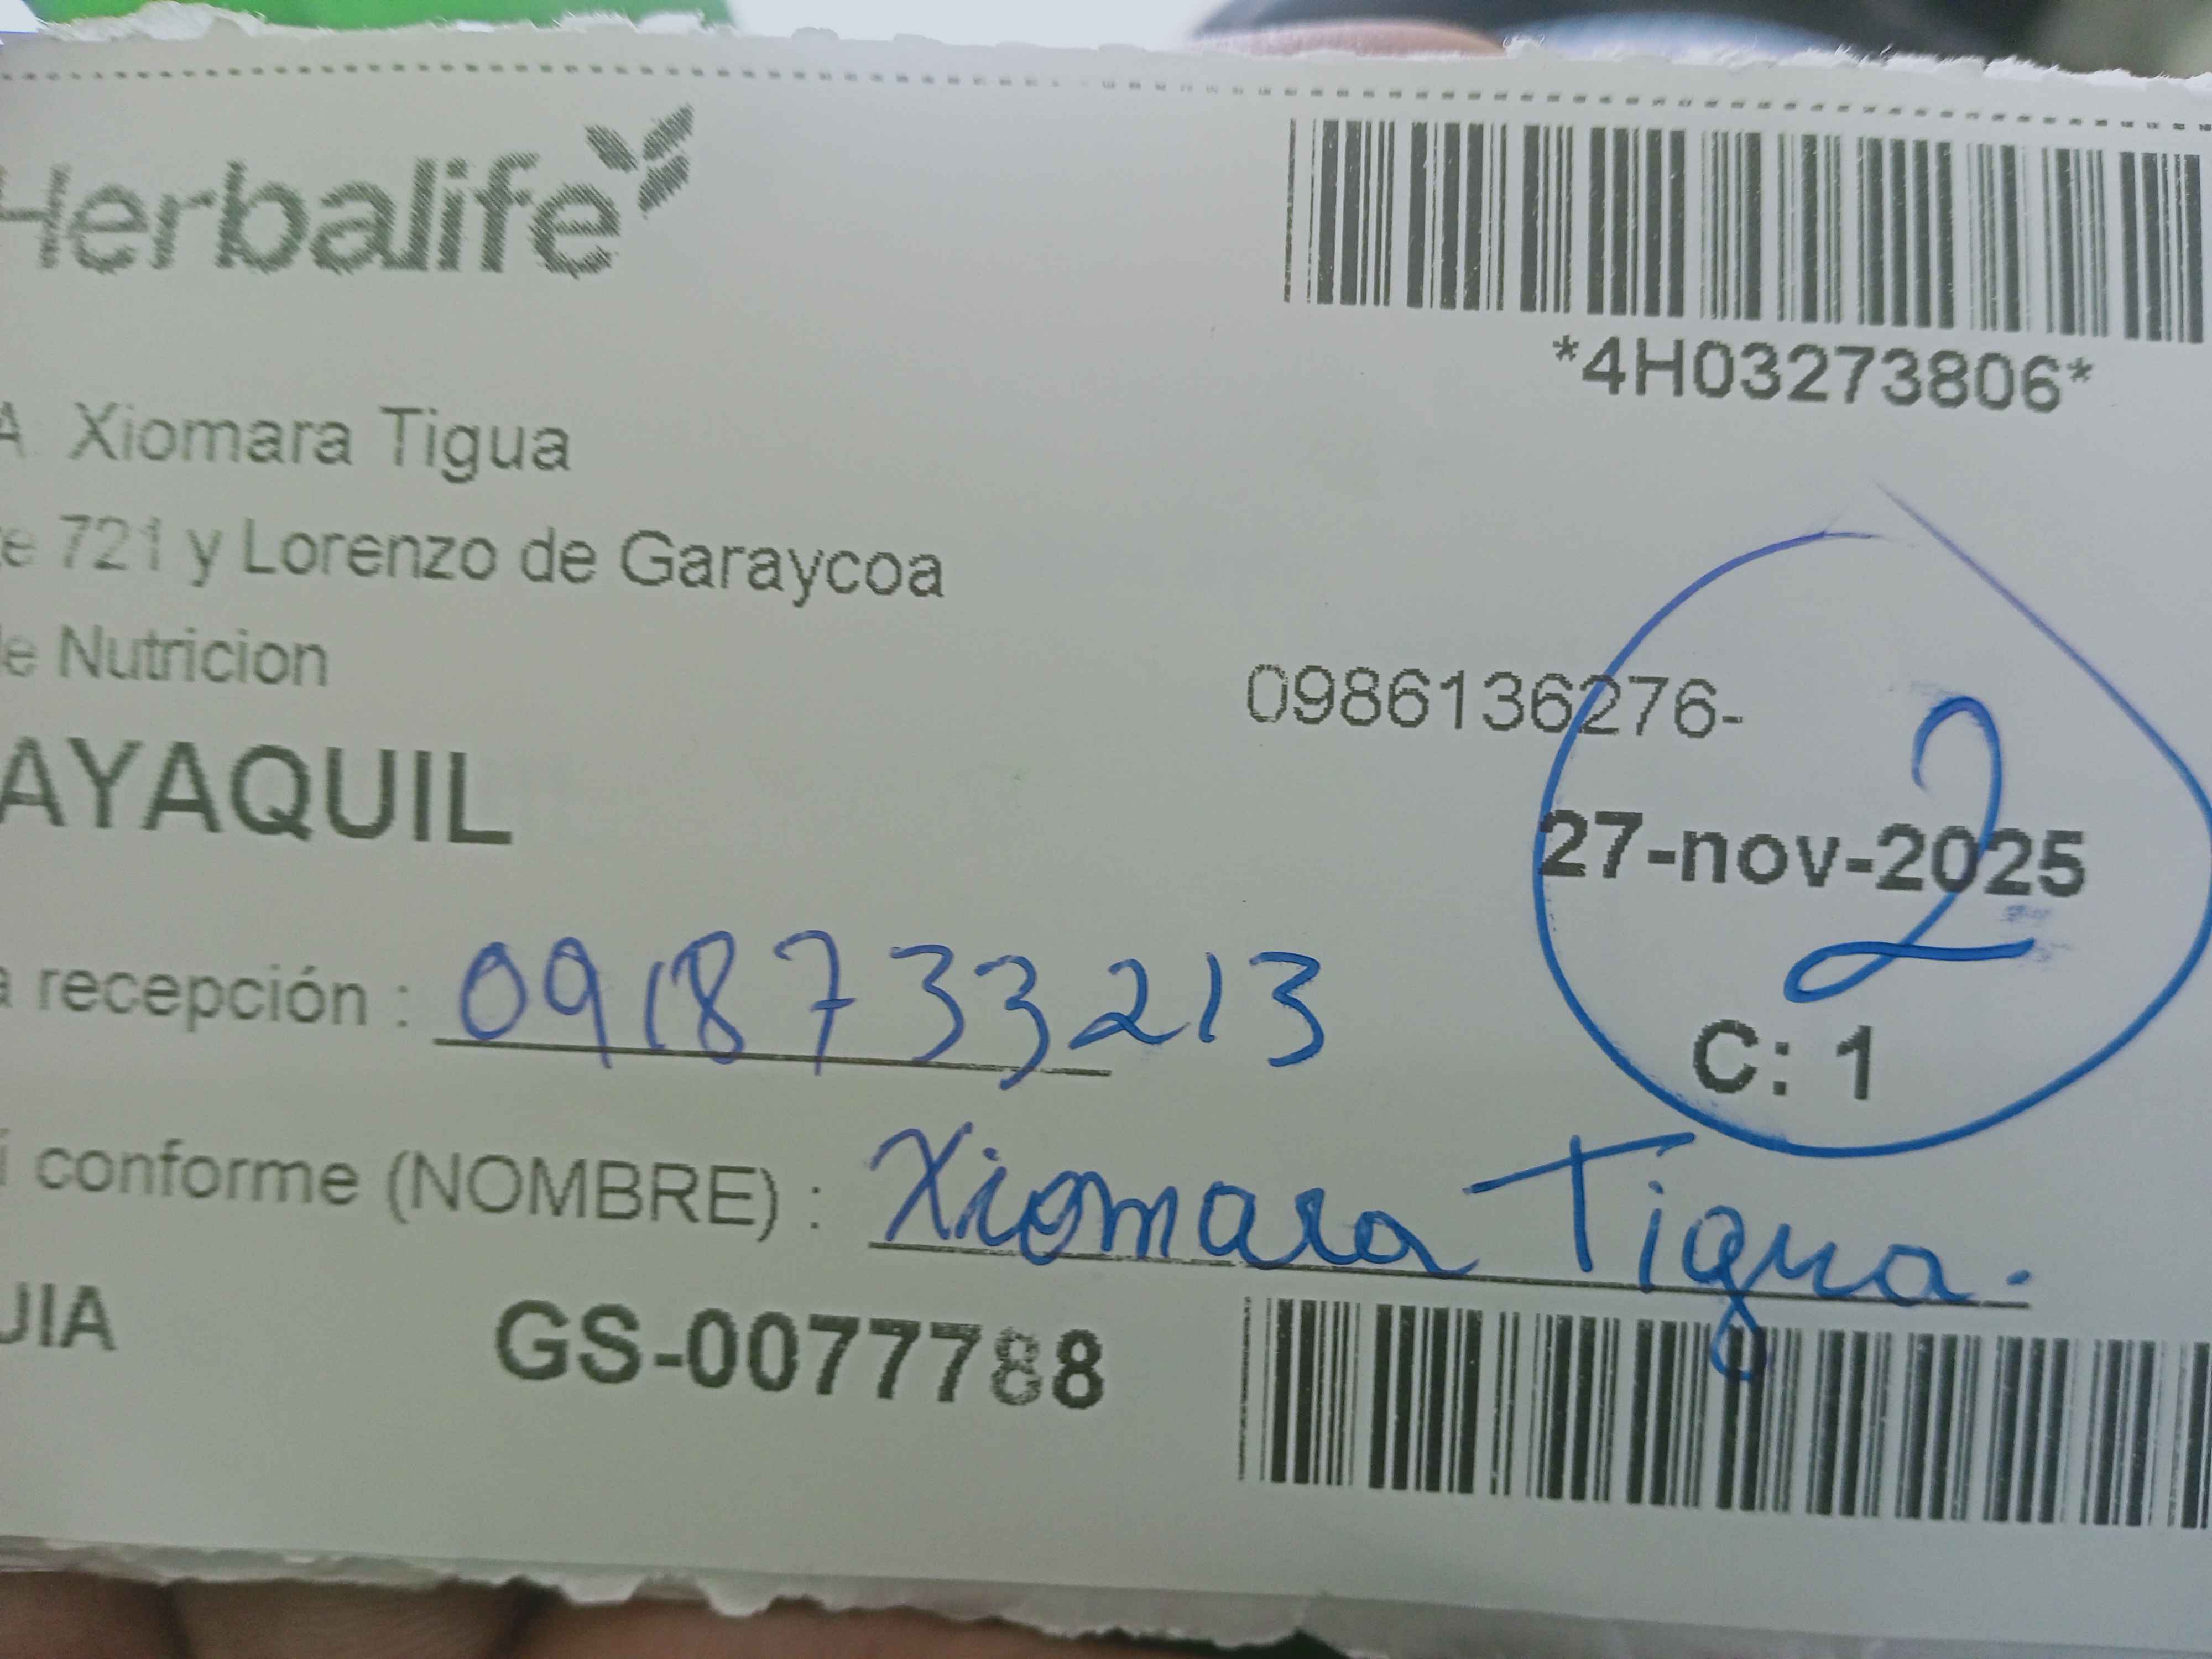 Herbalife
*4H03273806*
A Xiomara Tigua
e 721 y Lorenzo de Garaycoa
de Nutricion
0986136276-
AYAQUIL
27-nov-2025
2
a recepción : 0918733213
C: 1
í conforme (NOMBRE) : Xiomara Tigua.
UIA GS-0077788